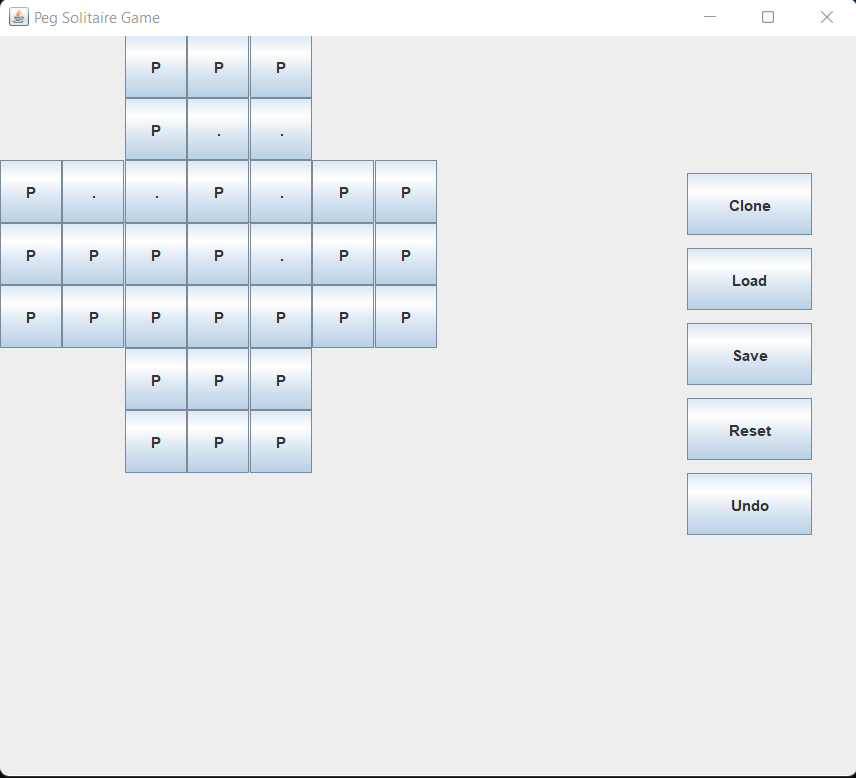 Peg Solitaire Game
P P P
P . .
P . . P . P P
P P P P . P P
P P P P P P P
P P P
P P P
Clone
Load
Save
Reset
Undo